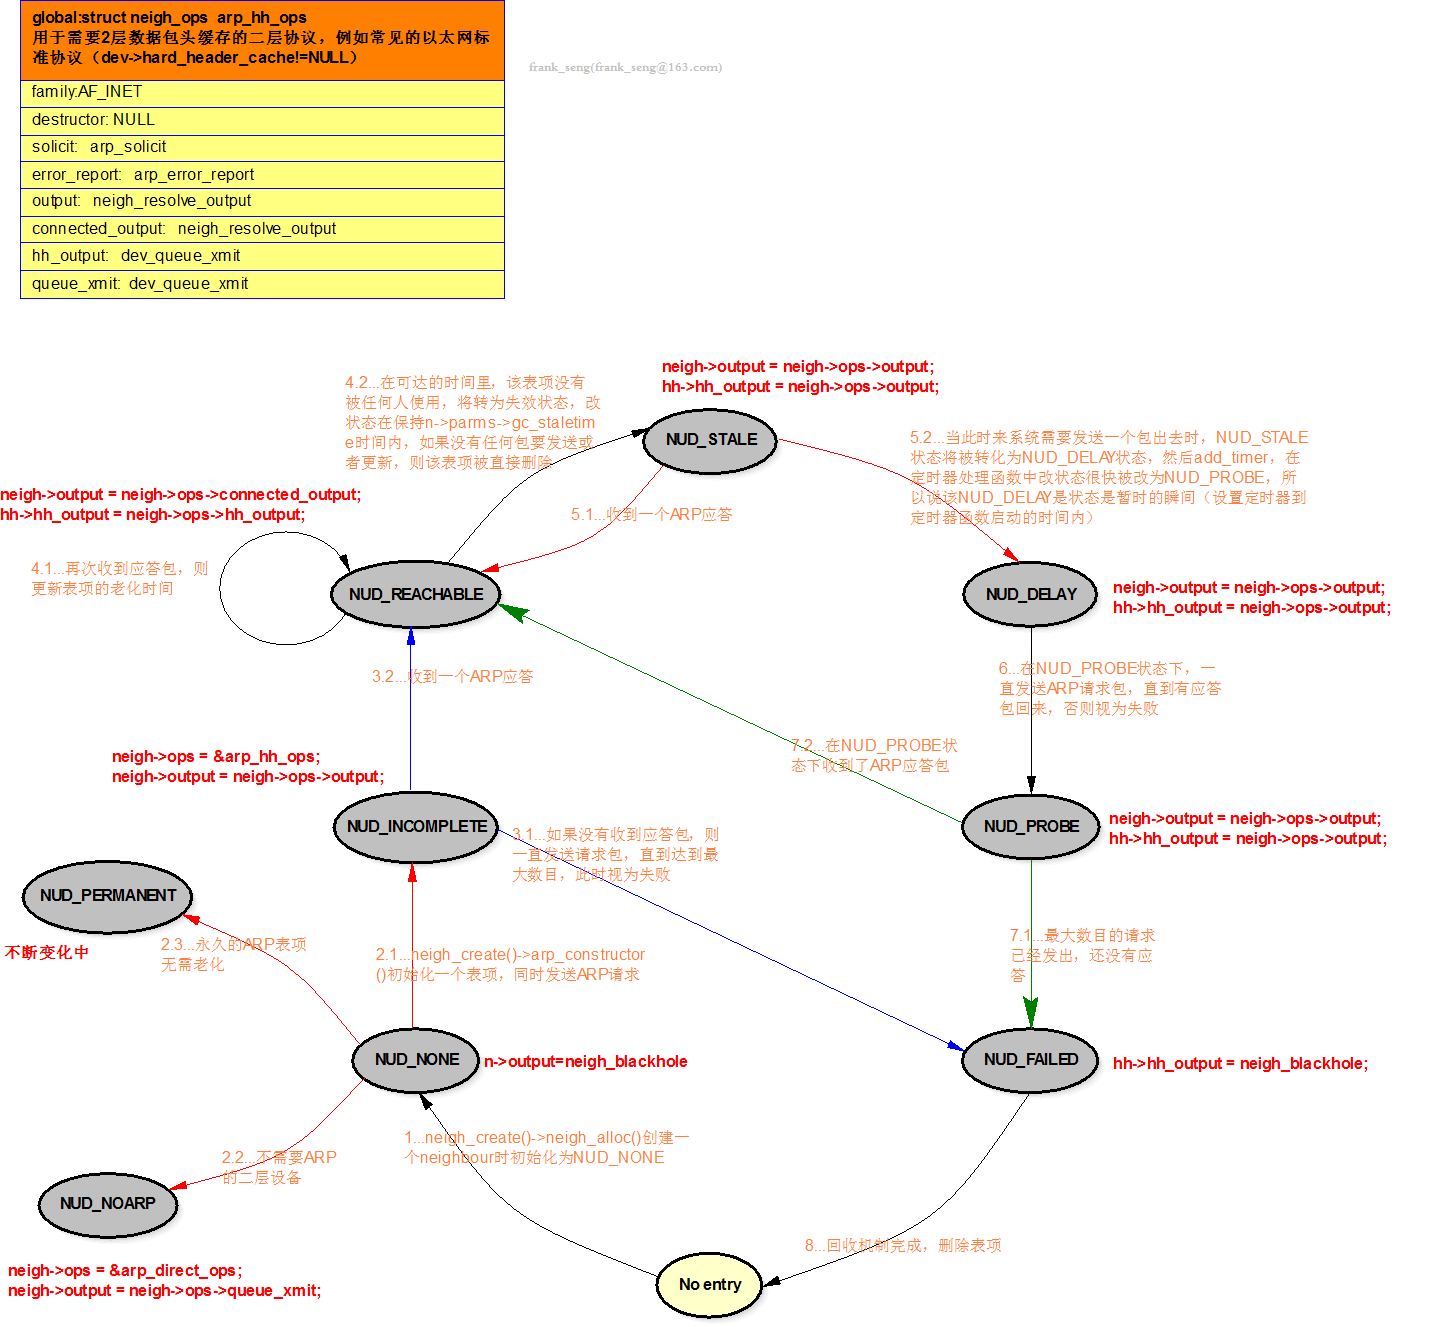 global:struct neigh_ops  arp_hh_ops
用于需要2层数据包头缓存的二层协议，例如常见的以太网标
准协议（dev->hard_header_cache!=NULL）
family:AF_INET
destructor: NULL
solicit:   arp_solicit
error_report:   arp_error_report
output:   neigh_resolve_output
connected_output:   neigh_resolve_output
hh_output:   dev_queue_xmit
queue_xmit:  dev_queue_xmit
frank_seng(frank_seng@163.com)
neigh->output = neigh->ops->output;
hh->hh_output = neigh->ops->output;
4.2...在可达的时间里，该表项没有
被任何人使用，将转为失效状态，改
状态在保持n->parms->gc_staletim
e时间内，如果没有任何包要发送或
者更新，则该表项被直接删除
NUD_STALE
5.2...当此时来系统需要发送一个包出去时，NUD_STALE
状态将被转化为NUD_DELAY状态，然后add_timer，在
定时器处理函数中改状态很快被改为NUD_PROBE，所
以说该NUD_DELAY是状态是暂时的瞬间（设置定时器到
定时器函数启动的时间内）
neigh->output = neigh->ops->connected_output;
hh->hh_output = neigh->ops->hh_output;
5.1...收到一个ARP应答
4.1...再次收到应答包，则
更新表项的老化时间
NUD_REACHABLE
NUD_DELAY
neigh->output = neigh->ops->output;
hh->hh_output = neigh->ops->output;
3.2...收到一个ARP应答
6...在NUD_PROBE状态下，一
直发送ARP请求包，直到有应答
包回来，否则视为失败
neigh->ops = &arp_hh_ops;
neigh->output = neigh->ops->output;
7.2...在NUD_PROBE状
态下收到了ARP应答包
NUD_INCOMPLETE
3.1...如果没有收到应答包，则
一直发送请求包，直到达到最
大数目，此时视为失败
NUD_PROBE
neigh->output = neigh->ops->output;
hh->hh_output = neigh->ops->output;
NUD_PERMANENT
不断变化中
2.3...永久的ARP表项
无需老化
2.1...neigh_create()->arp_constructor
()初始化一个表项，同时发送ARP请求
7.1...最大数目的请求
已经发出，还没有应
答
NUD_NONE
n->output=neigh_blackhole
NUD_FAILED
hh->hh_output = neigh_blackhole;
1...neigh_create()->neigh_alloc()创建一
个neighbour时初始化为NUD_NONE
2.2...不需要ARP
的二层设备
NUD_NOARP
8...回收机制完成，删除表项
neigh->ops = &arp_direct_ops;
neigh->output = neigh->ops->queue_xmit;
No entry